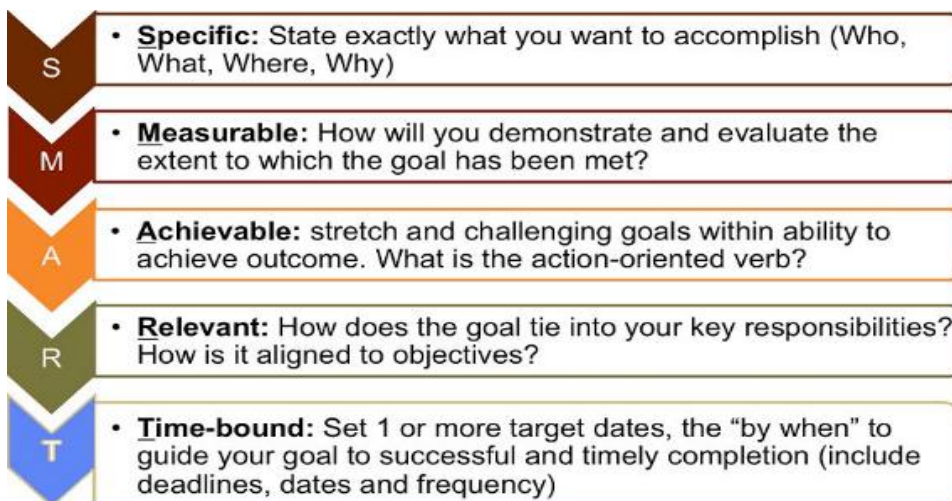 S
• Specific: State exactly what you want to accomplish (Who,
What, Where, Why)
M
• Measurable: How will you demonstrate and evaluate the
extent to which the goal has been met?
A
• Achievable: stretch and challenging goals within ability to
achieve outcome. What is the action-oriented verb?
R
• Relevant: How does the goal tie into your key responsibilities?
How is it aligned to objectives?
T
• Time-bound: Set 1 or more target dates, the “by when” to
guide your goal to successful and timely completion (include
deadlines, dates and frequency)